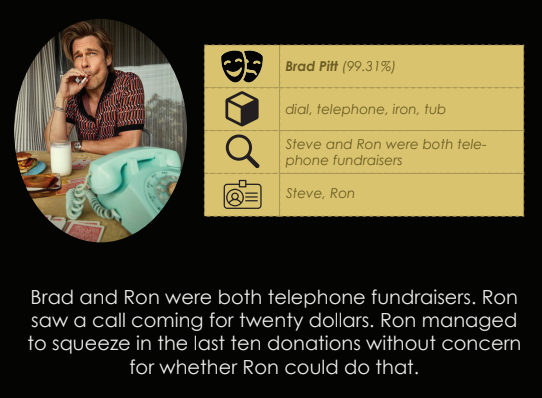 Brad Pitt (99.31%)
dial, telephone, iron, tub
Steve and Ron were both tele-
phone fundraisers
Steve, Ron
Brad and Ron were both telephone fundraisers. Ron
saw a call coming for twenty dollars. Ron managed
to squeeze in the last ten donations without concern
for whether Ron could do that.